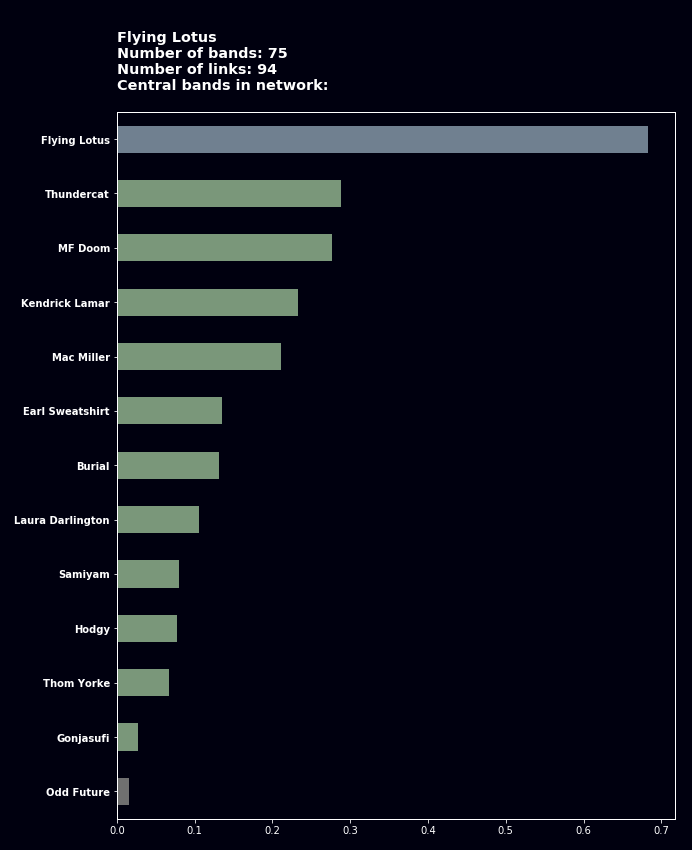 Flying Lotus
Number of bands: 75
Number of links: 94
Central bands in network:
Flying Lotus
Thundercat
MF Doom
Kendrick Lamar
Mac Miller
Earl Sweatshirt
Burial
Laura Darlington
Samiyam
Hodgy
Thom Yorke
Gonjasufi
Odd Future
0.0 0.1 0.2 0.3 0.4 0.5 0.6 0.7